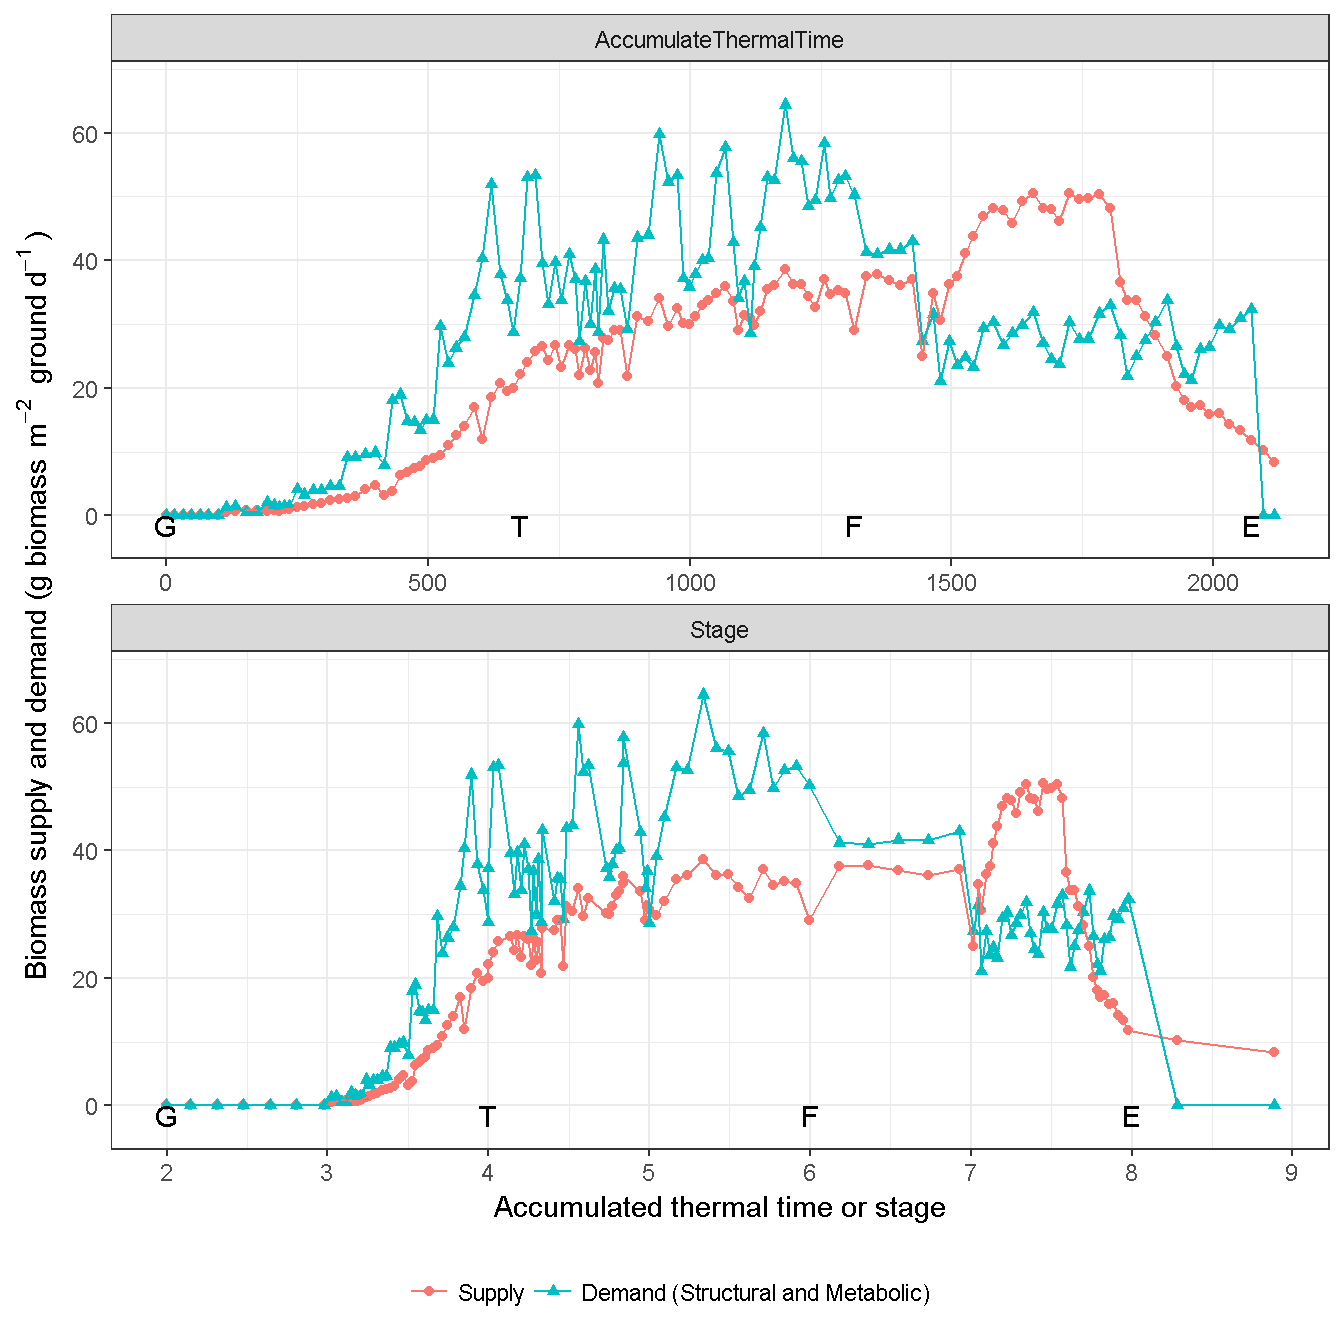 AccumulateThermalTime
60
40
20
0
G T F E
0 500 1000 1500 2000
Stage
60
40
20
0
G T F E
2 3 4 5 6 7 8 9
Biomass supply and demand (g biomass m⁻² ground d⁻¹)
Accumulated thermal time or stage
Supply Demand (Structural and Metabolic)